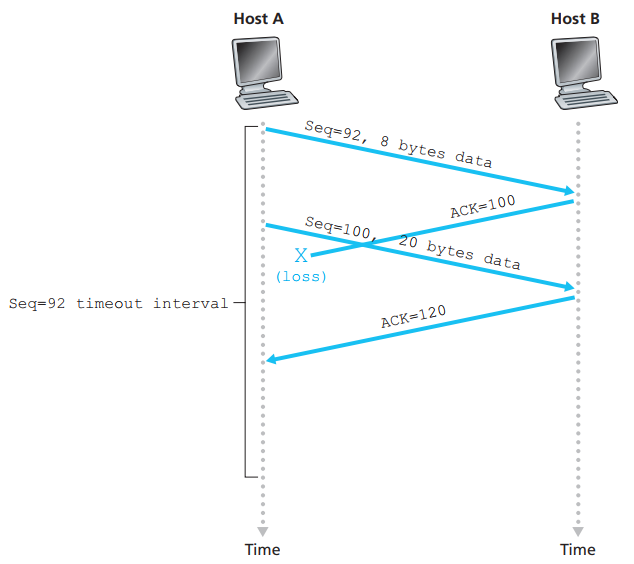 Host A
Host B
Seq=92, 8 bytes data
ACK=100
Seq=100, 20 bytes data
X
(loss)
Seq=92 timeout interval
ACK=120
Time
Time